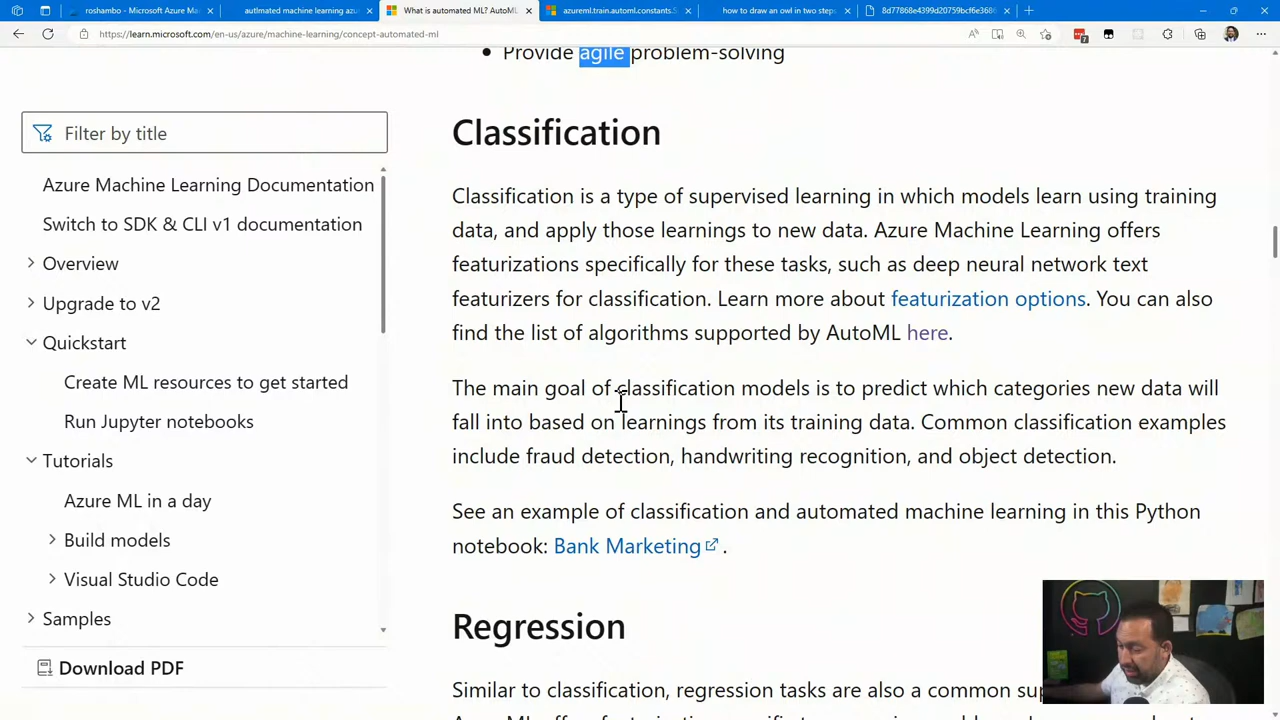 roshambo - Microsoft Azure Ma
autlmated machine learning azur
What is automated ML? AutoML
azureml.train.automl.constants.S
how to draw an owl in two steps
8d77868e4399d20759bcf6e3686
https://learn.microsoft.com/en-us/azure/machine-learning/concept-automated-ml
Provide agile problem-solving
Filter by title
Azure Machine Learning Documentation
Switch to SDK & CLI v1 documentation
Overview
Upgrade to v2
Quickstart
Create ML resources to get started
Run Jupyter notebooks
Tutorials
Azure ML in a day
Build models
Visual Studio Code
Samples
Download PDF
Classification
Classification is a type of supervised learning in which models learn using training
data, and apply those learnings to new data. Azure Machine Learning offers
featurizations specifically for these tasks, such as deep neural network text
featurizers for classification. Learn more about featurization options. You can also
find the list of algorithms supported by AutoML here.
The main goal of classification models is to predict which categories new data will
fall into based on learnings from its training data. Common classification examples
include fraud detection, handwriting recognition, and object detection.
See an example of classification and automated machine learning in this Python
notebook: Bank Marketing .
Regression
Similar to classification, regression tasks are also a common su